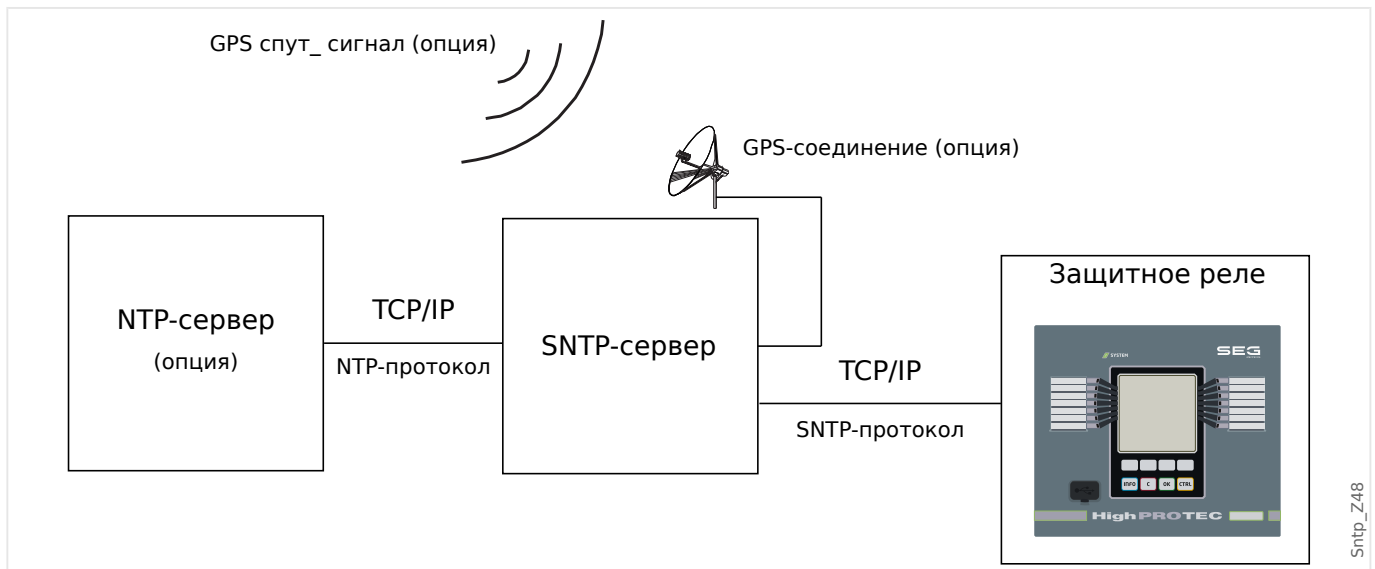 GPS спут_ сигнал (опция)
GPS-соединение (опция)
NTP-сервер
(опция)
TCP/IP
NTP-протокол
SNTP-сервер
TCP/IP
SNTP-протокол
Защитное реле
SYSTEM
SEG
INFO C OK CTRL
HighPROTEC
Sntp_Z48